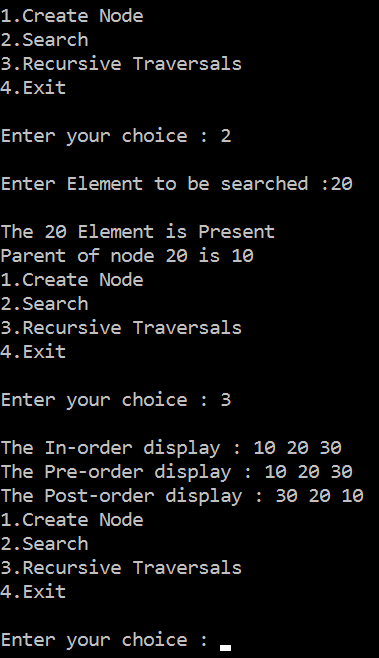 1.Create Node
2.Search
3.Recursive Traversals
4.Exit
Enter your choice : 2
Enter Element to be searched :20
The 20 Element is Present
Parent of node 20 is 10
1.Create Node
2.Search
3.Recursive Traversals
4.Exit
Enter your choice : 3
The In-order display : 10 20 30
The Pre-order display : 10 20 30
The Post-order display : 30 20 10
1.Create Node
2.Search
3.Recursive Traversals
4.Exit
Enter your choice :